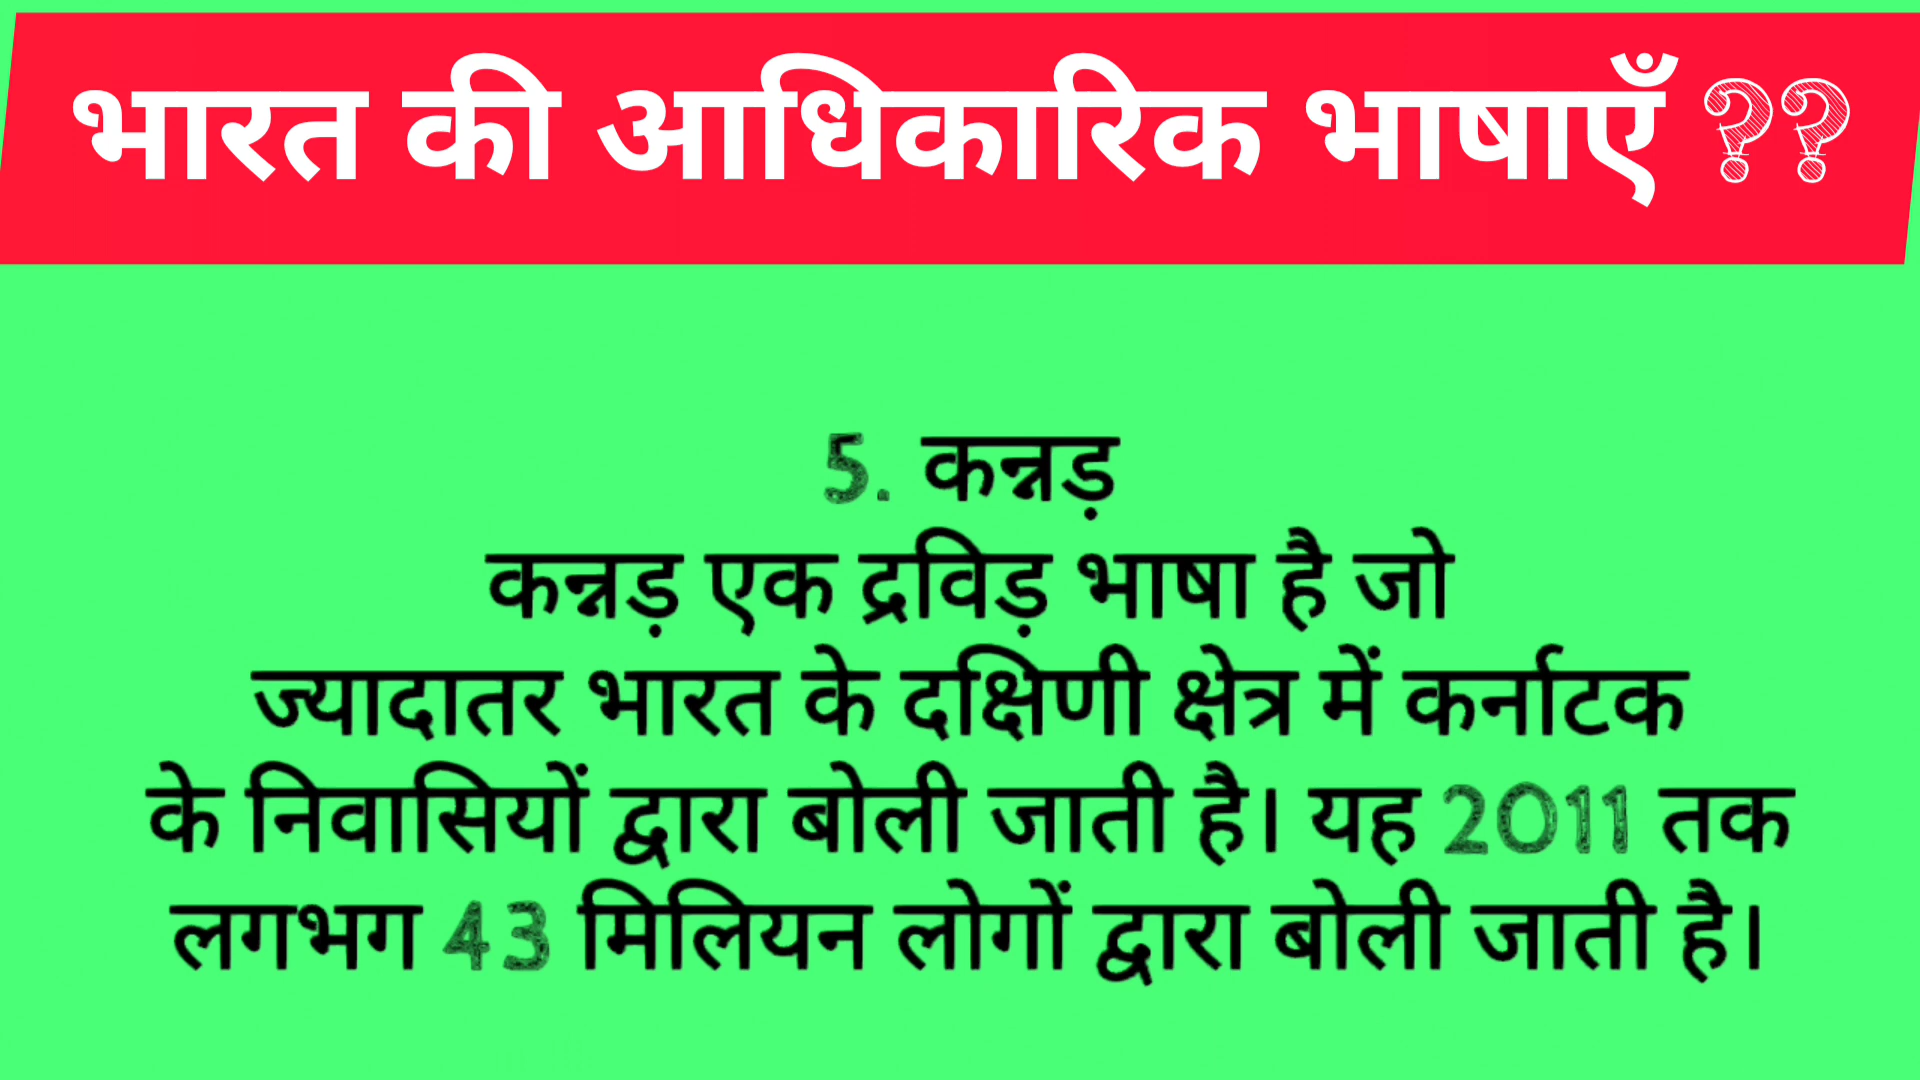 भारत की आधिकारिक भाषाएँ ??
5. कन्नड़
कन्नड़ एक द्रविड़ भाषा है जो
ज्यादातर भारत के दक्षिणी क्षेत्र में कर्नाटक
के निवासियों द्वारा बोली जाती है। यह 2011 तक
लगभग 43 मिलियन लोगों द्वारा बोली जाती है।